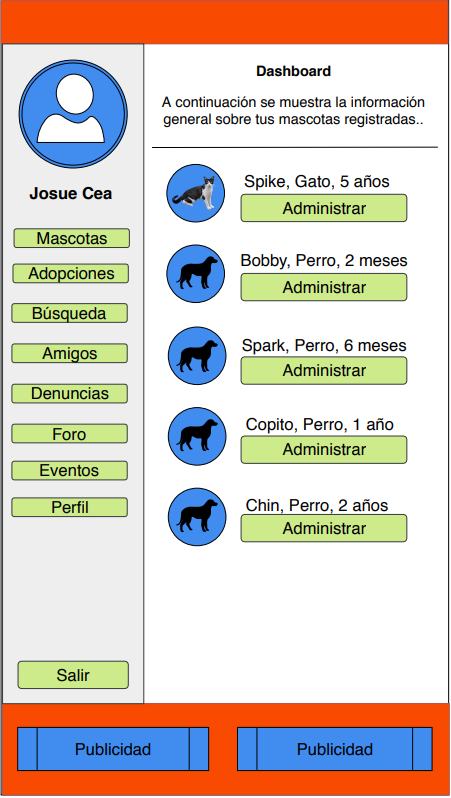 Josue Cea
Mascotas
Adopciones
Búsqueda
Amigos
Denuncias
Foro
Eventos
Perfil
Salir
Dashboard
A continuación se muestra la información
general sobre tus mascotas registradas..
Spike, Gato, 5 años
Administrar
Bobby, Perro, 2 meses
Administrar
Spark, Perro, 6 meses
Administrar
Copito, Perro, 1 año
Administrar
Chin, Perro, 2 años
Administrar
Publicidad
Publicidad